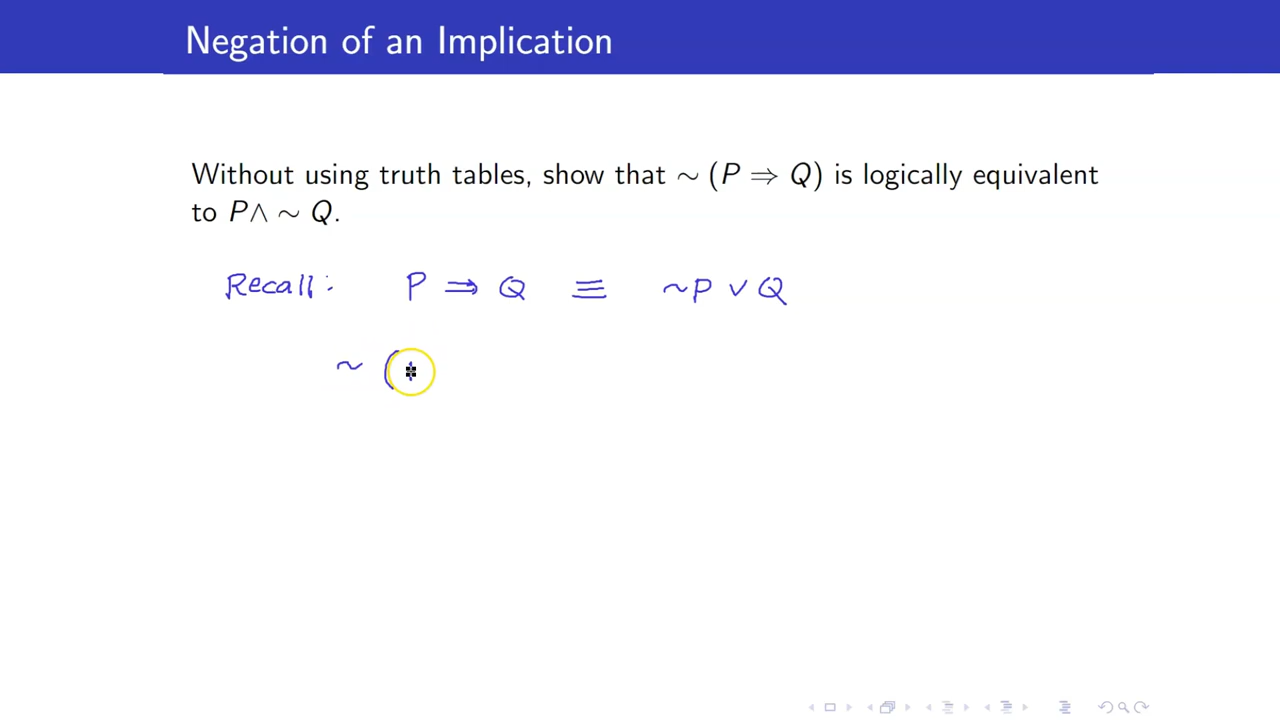 Negation of an Implication
Without using truth tables, show that ∼ (P ⇒ Q) is logically equivalent
to P∧ ∼ Q.
Recall: P ⇒ Q ≡ ~P ∨ Q
~ (